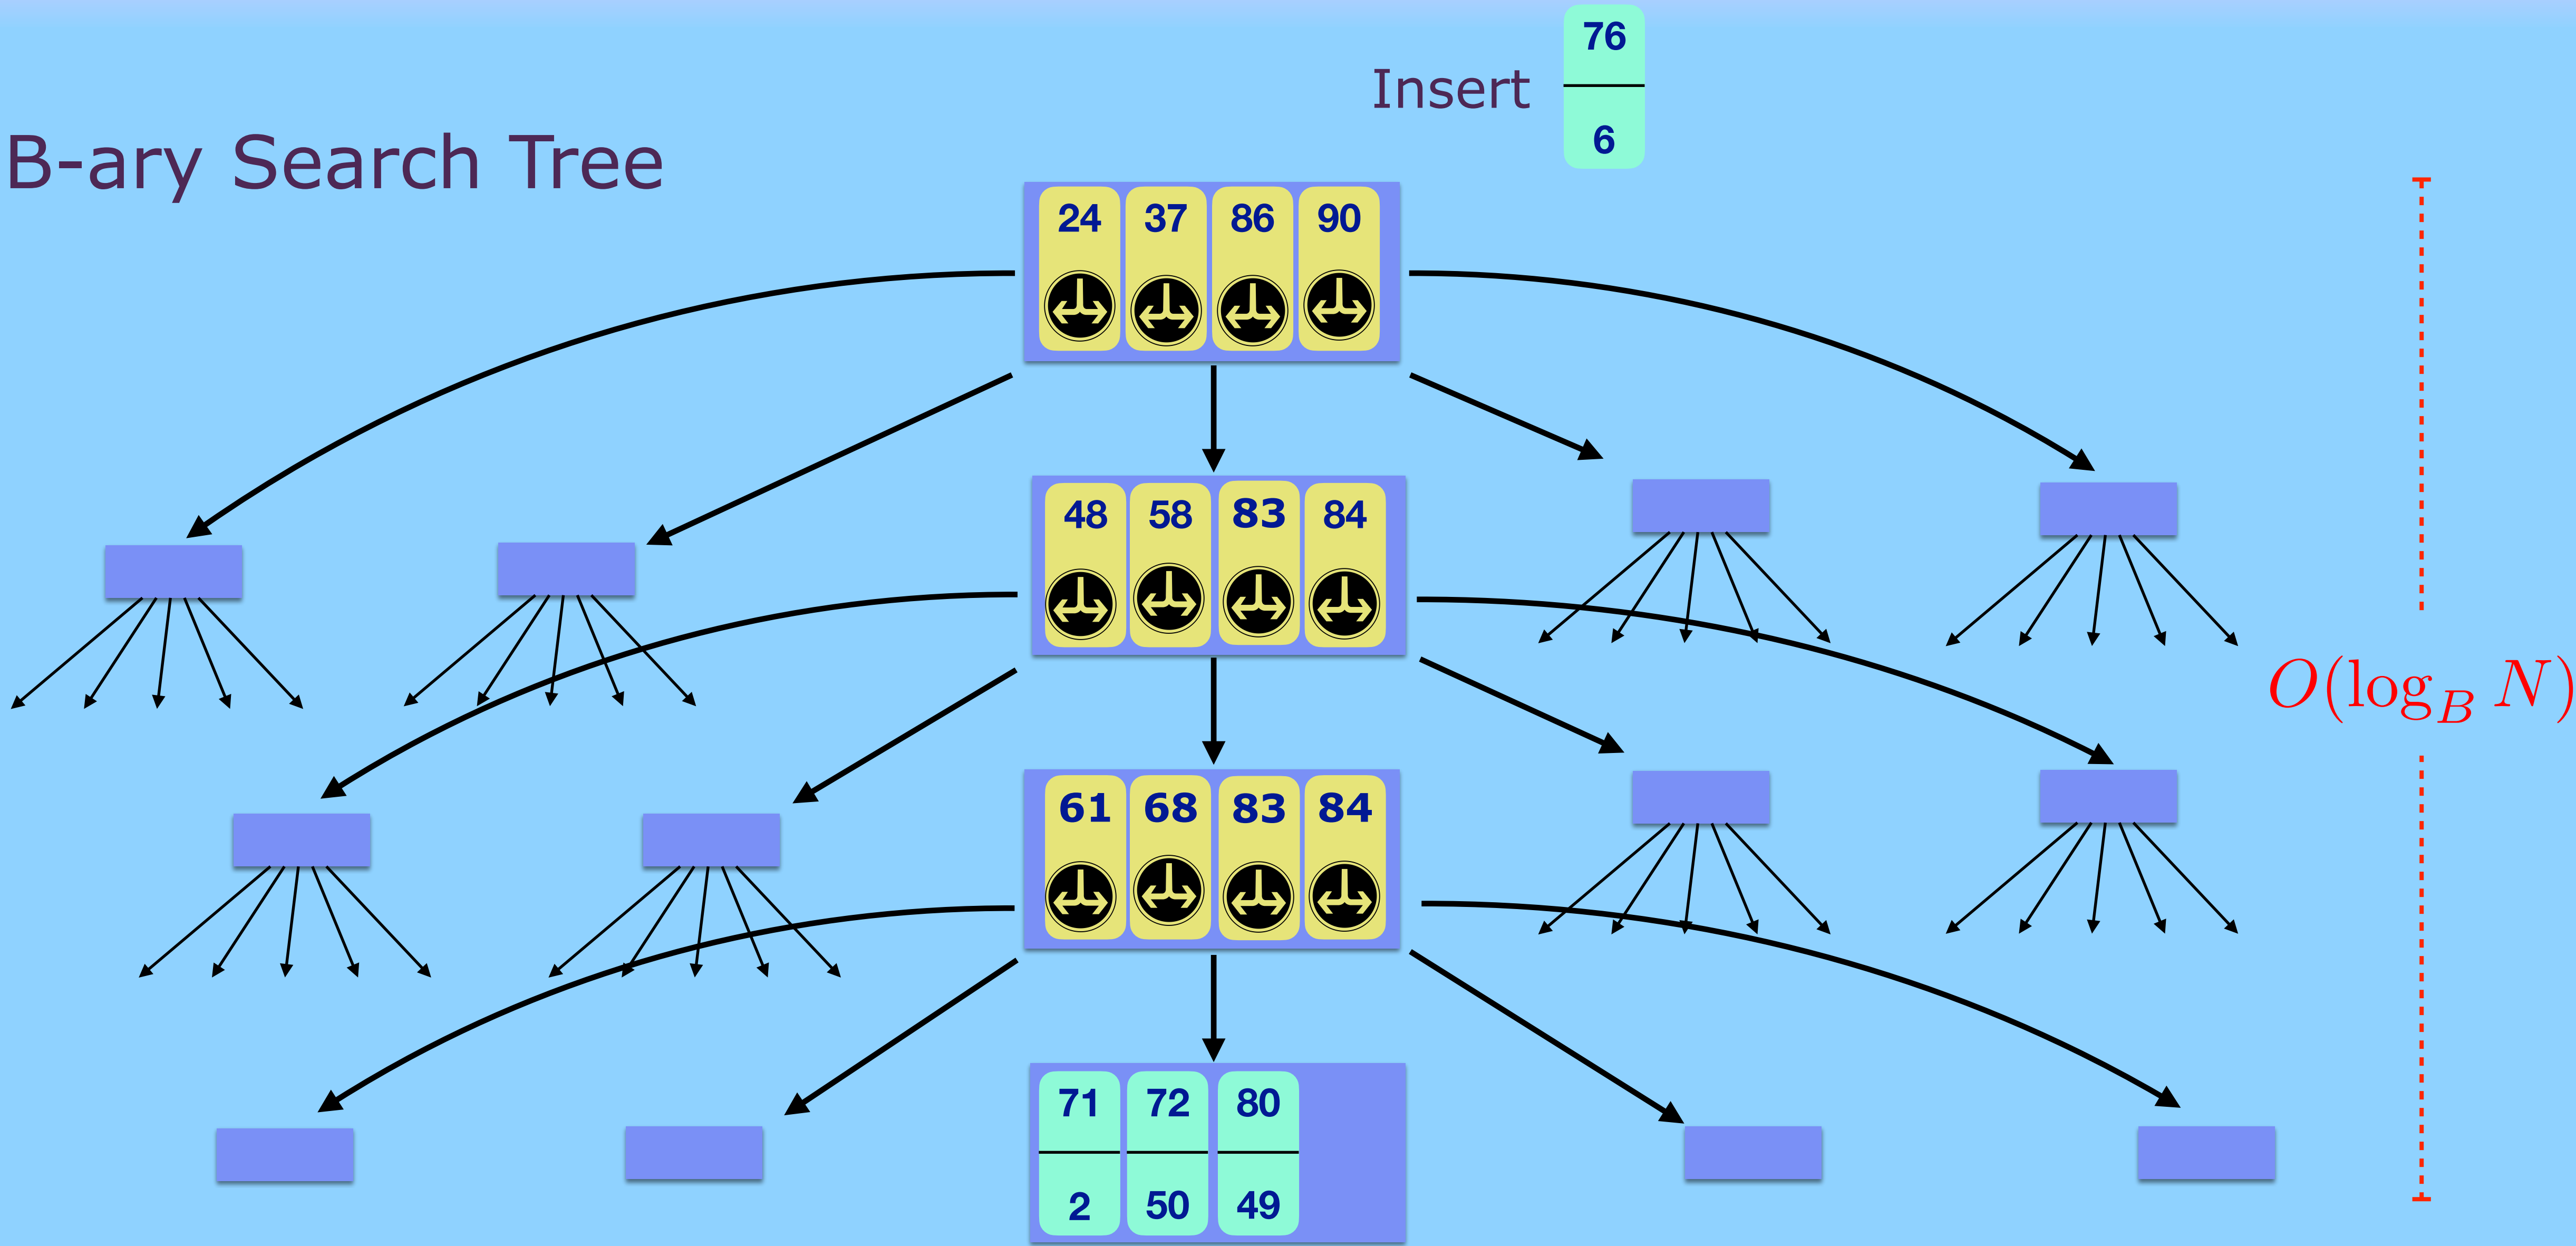 76
Insert
6
B-ary Search Tree
24 37 86 90
48 58 83 84
O(log_B N)
61 68 83 84
71 72 80
2 50 49